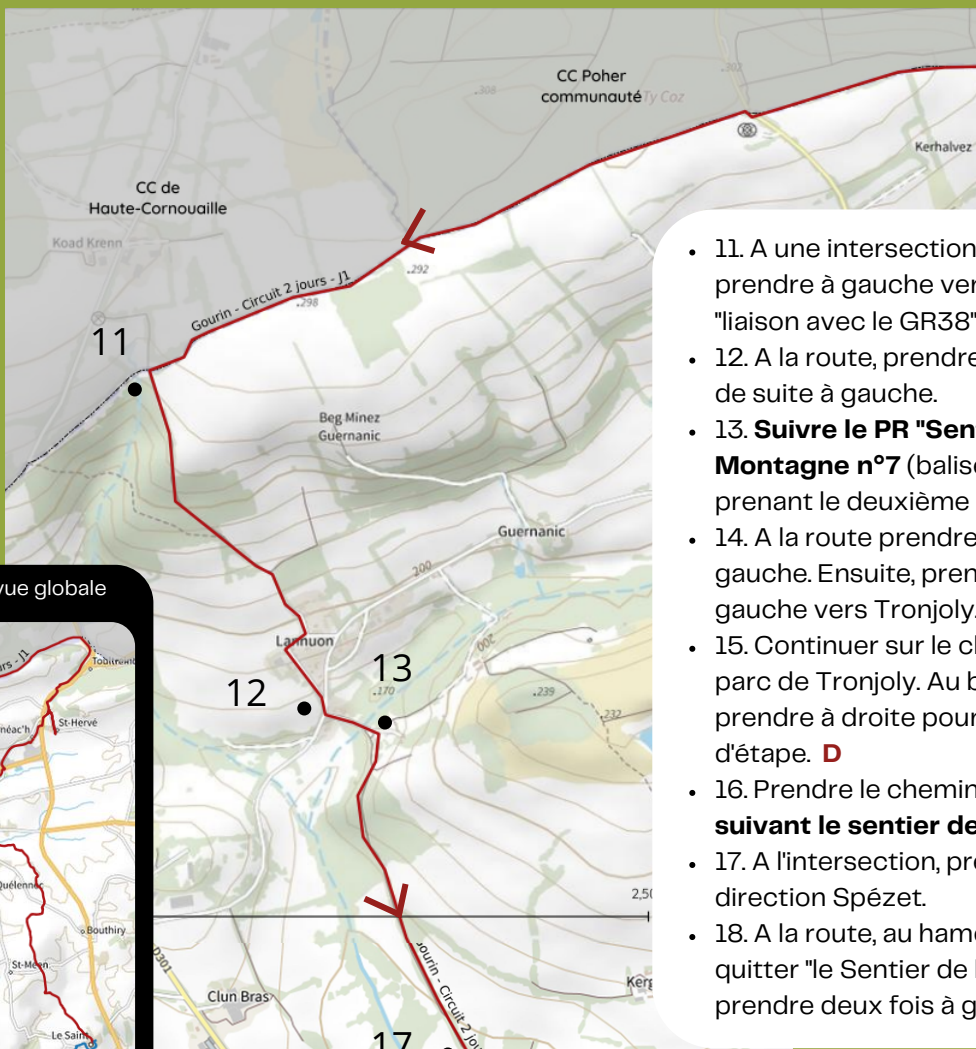 CC Poher
communauté
Ty Coz
.308
.302
Kerhalvez
CC de
Haute-Cornouaille
Koad Krenn
.292
Gourin - Circuit 2 jours - J1
.298
11
Beg Minez
Guernanic
Guernanic
200
Lannuon
12
13
.170
200
.239
.232
2,50
D301
Clun Bras
Gourin - Circuit 2 jou
Kerg
17
vue globale
rs - J1
St-Hervé
néac'h
Quélennec
Bouthiry
St-Méen
Le Saint
• 11. A une intersection
prendre à gauche ver
"liaison avec le GR38"
• 12. A la route, prendre
de suite à gauche.
• 13. Suivre le PR "Sen
Montagne n°7 (balise
prenant le deuxième
• 14. A la route prendre
gauche. Ensuite, pren
gauche vers Tronjoly.
• 15. Continuer sur le c
parc de Tronjoly. Au b
prendre à droite pour
d'étape. D
• 16. Prendre le chemin
suivant le sentier de
• 17. A l'intersection, pre
direction Spézet.
• 18. A la route, au hame
quitter "le Sentier de
prendre deux fois à g